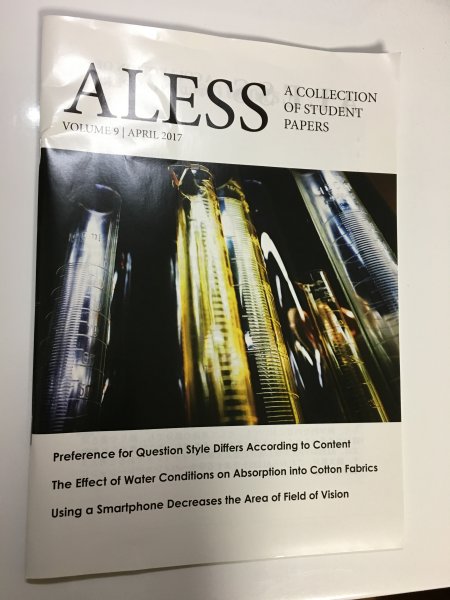 ALESS
A COLLECTION
OF STUDENT
PAPERS
VOLUME 9 | APRIL 2017
Preference for Question Style Differs According to Content
The Effect of Water Conditions on Absorption into Cotton Fabrics
Using a Smartphone Decreases the Area of Field of Vision